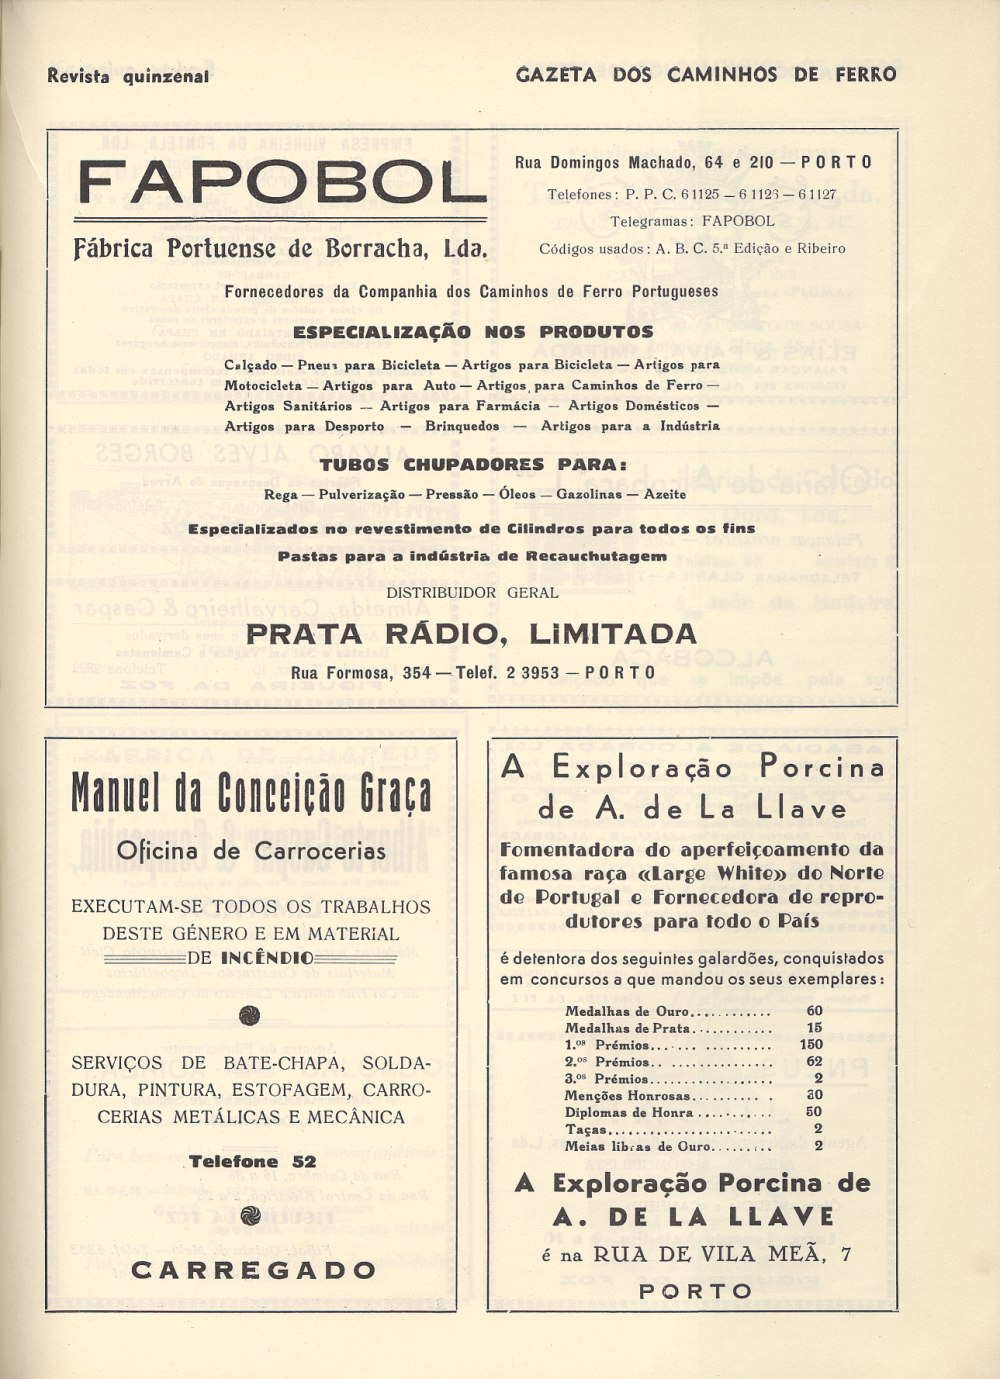 Revista quinzenal
GAZETA DOS CAMINHOS DE FERRO
FAPOBOL
Fábrica Portuense de Borracha, Lda.
Rua Domingos Machado, 64 e 210 — PORTO
Telefones: P. P. C. 6 1125 — 6 1126 — 6 1127
Telegramas: FAPOBOL
Códigos usados: A. B. C. 5.ª Edição e Ribeiro
Fornecedores da Companhia dos Caminhos de Ferro Portugueses
ESPECIALIZAÇÃO NOS PRODUTOS
Calçado — Pneus para Bicicleta — Artigos para Bicicleta — Artigos para
Motocicleta — Artigos para Auto — Artigos para Caminhos de Ferro —
Artigos Sanitários — Artigos para Farmácia — Artigos Domésticos —
Artigos para Desporto — Brinquedos — Artigos para a Indústria
TUBOS CHUPADORES PARA:
Rega — Pulverização — Pressão — Óleos — Gazolinas — Azeite
Especializados no revestimento de Cilindros para todos os fins
Pastas para a indústria de Recauchutagem
DISTRIBUIDOR GERAL
PRATA RÁDIO, LIMITADA
Rua Formosa, 354 — Telef. 2 3953 — PORTO
Manuel da Conceição Graça
Oficina de Carrocerias
EXECUTAM-SE TODOS OS TRABALHOS
DESTE GÉNERO E EM MATERIAL
DE INCÊNDIO
SERVIÇOS DE BATE-CHAPA, SOLDA-
DURA, PINTURA, ESTOFAGEM, CARRO-
CERIAS METÁLICAS E MECÂNICA
Telefone 52
CARREGADO
A Exploração Porcina
de A. de La Llave
Fomentadora do aperfeiçoamento da
famosa raça «Large White» do Norte
de Portugal e Fornecedora de repro-
dutores para todo o País
é detentora dos seguintes galardões, conquistados
em concursos a que mandou os seus exemplares:
Medalhas de Ouro........... 60
Medalhas de Prata........... 15
1.ºs Prémios................ 150
2.ºs Prémios................ 62
3.ºs Prémios................ 2
Menções Honrosas.......... 30
Diplomas de Honra.......... 50
Taças....................... 2
Meias libras de Ouro......... 2
A Exploração Porcina de
A. DE LA LLAVE
é na RUA DE VILA MEÃ, 7
PORTO